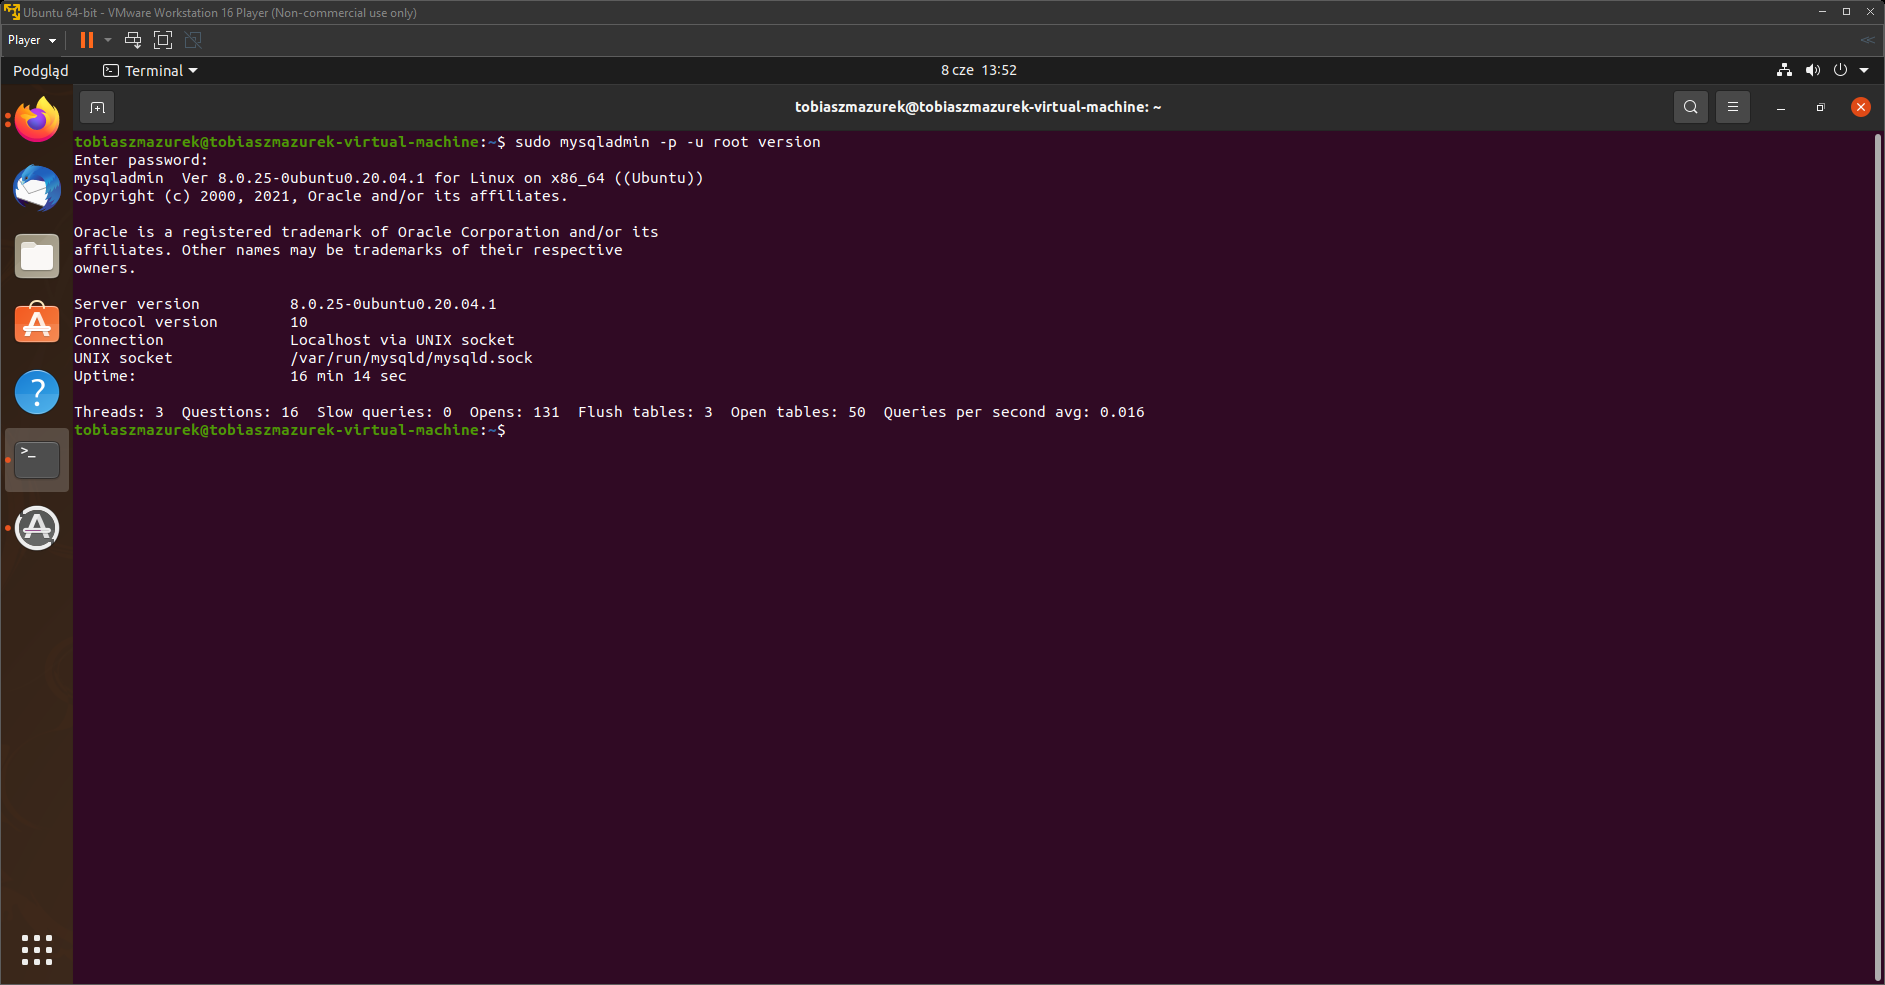 Ubuntu 64-bit - VMware Workstation 16 Player (Non-commercial use only)
Player
Podgląd Terminal 8 cze 13:52
tobiaszmazurek@tobiaszmazurek-virtual-machine: ~
tobiaszmazurek@tobiaszmazurek-virtual-machine:~$ sudo mysqladmin -p -u root version
Enter password:
mysqladmin  Ver 8.0.25-0ubuntu0.20.04.1 for Linux on x86_64 ((Ubuntu))
Copyright (c) 2000, 2021, Oracle and/or its affiliates.
Oracle is a registered trademark of Oracle Corporation and/or its
affiliates. Other names may be trademarks of their respective
owners.
Server version          8.0.25-0ubuntu0.20.04.1
Protocol version        10
Connection              Localhost via UNIX socket
UNIX socket             /var/run/mysqld/mysqld.sock
Uptime:                 16 min 14 sec
Threads: 3  Questions: 16  Slow queries: 0  Opens: 131  Flush tables: 3  Open tables: 50  Queries per second avg: 0.016
tobiaszmazurek@tobiaszmazurek-virtual-machine:~$